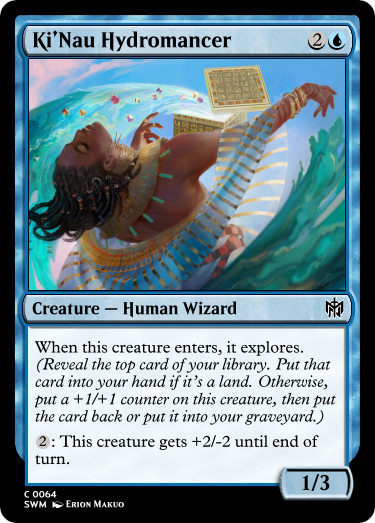 Ki'Nau Hydromancer 2
Creature — Human Wizard
When this creature enters, it explores.
(Reveal the top card of your library. Put that
card into your hand if it's a land. Otherwise,
put a +1/+1 counter on this creature, then put
the card back or put it into your graveyard.)
2: This creature gets +2/-2 until end of
turn.
1/3
C 0064
SWM Erion Makuo